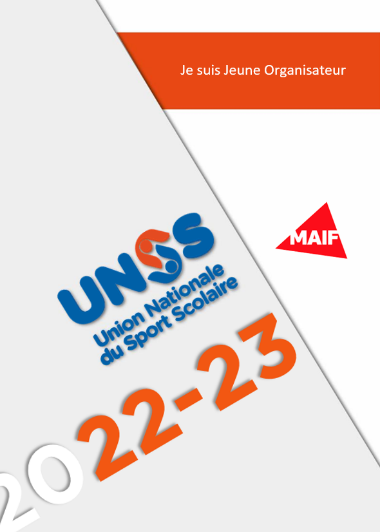 Je suis Jeune Organisateur
MAIF
UNSS
Union Nationale
du Sport Scolaire
2022-23